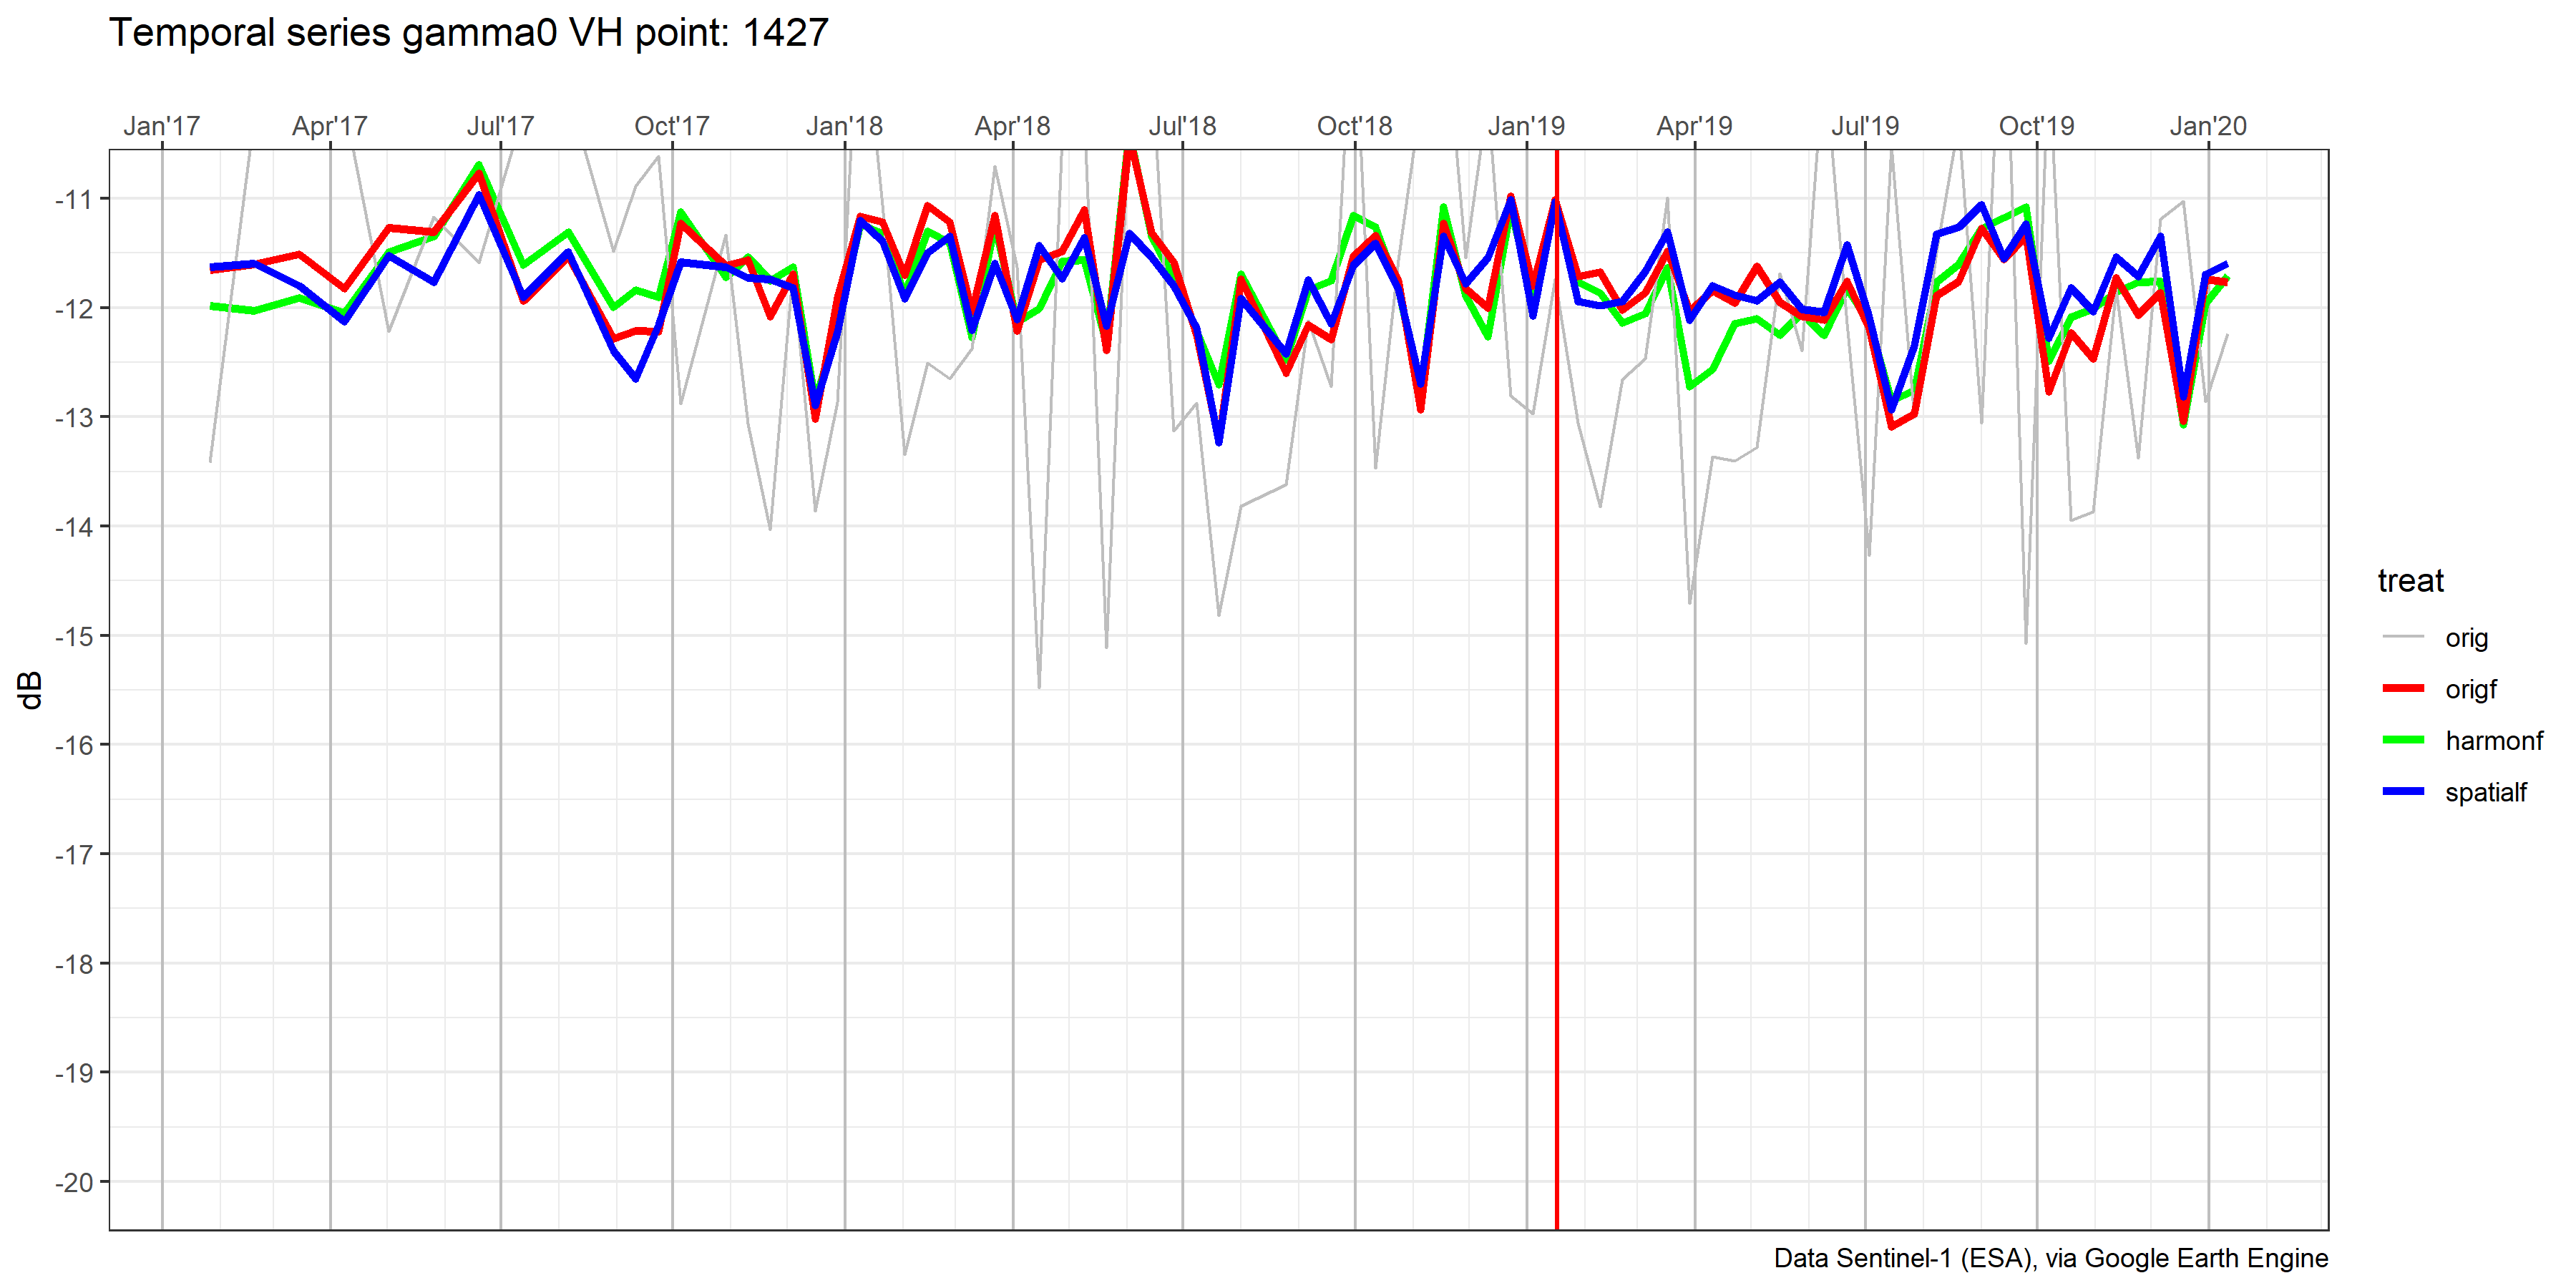 Temporal series gamma0 VH point: 1427
Jan'17 Apr'17 Jul'17 Oct'17 Jan'18 Apr'18 Jul'18 Oct'18 Jan'19 Apr'19 Jul'19 Oct'19 Jan'20
-11
-12
-13
-14
-15
-16
-17
-18
-19
-20
dB
treat
orig
origf
harmonf
spatialf
Data Sentinel-1 (ESA), via Google Earth Engine